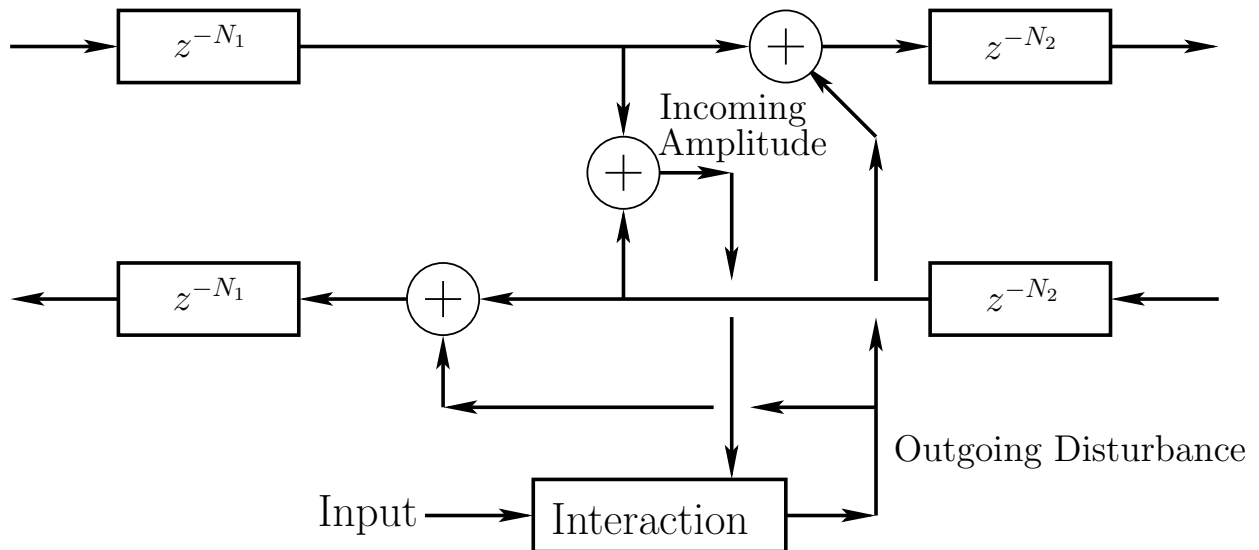 z^{-N_1}
+
z^{-N_2}
Incoming
Amplitude
+
z^{-N_1}
+
z^{-N_2}
Outgoing Disturbance
Input
Interaction